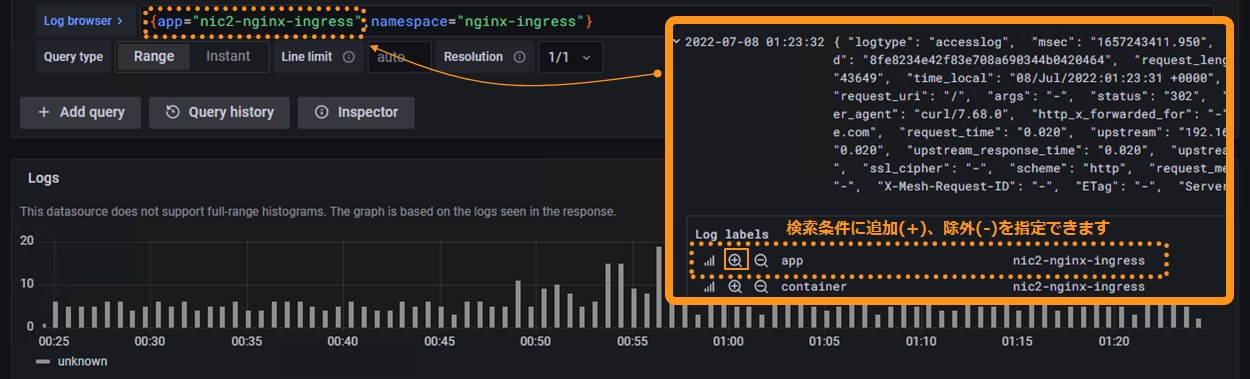 Log browser >
{app="nic2-nginx-ingress",namespace="nginx-ingress"}
Query type
Range
Instant
Line limit
auto
Resolution
1/1
+ Add query
Query history
Inspector
2022-07-08 01:23:32 { "logtype": "accesslog", "msec": "1657243411.950",
d": "8fe8234e42f83e708a690344b0420464", "request_leng
"43649", "time_local": "08/Jul/2022:01:23:31 +0000",
"request_uri": "/", "args": "-", "status": "302",
er_agent": "curl/7.68.0", "http_x_forwarded_for": "-"
e.com", "request_time": "0.020", "upstream": "192.16
"0.020", "upstream_response_time": "0.020", "upstrea
", "ssl_cipher": "-", "scheme": "http", "request_me
"-", "X-Mesh-Request-ID": "-", "ETag": "-", "Server
Log labels
検索条件に追加(+)、除外(-)を指定できます
app nic2-nginx-ingress
container nic2-nginx-ingress
Logs
This datasource does not support full-range histograms. The graph is based on the logs seen in the response.
20
10
0
00:25 00:30 00:35 00:40 00:45 00:50 00:55 01:00 01:05 01:10 01:15 01:20
unknown